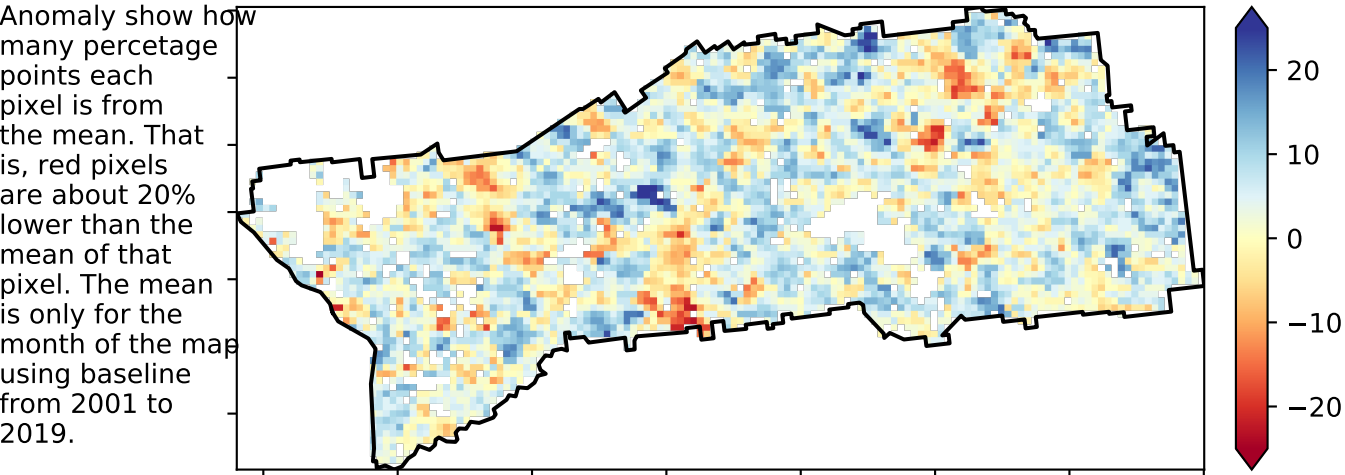 Anomaly show how
many percetage
points each
pixel is from
the mean. That
is, red pixels
are about 20%
lower than the
mean of that
pixel. The mean
is only for the
month of the map
using baseline
from 2001 to
2019.
20
10
0
−10
−20